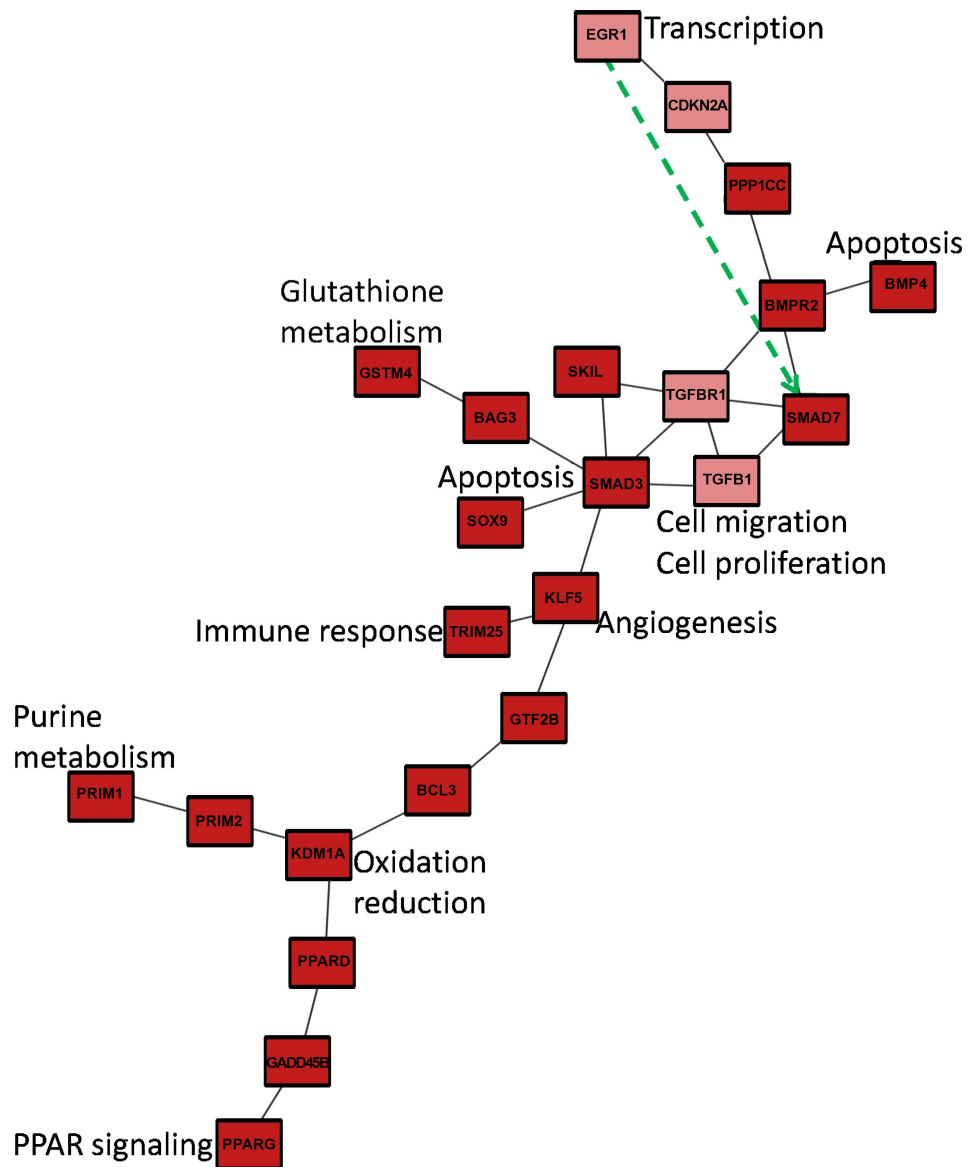 EGR1
Transcription
CDKN2A
PPP1CC
Apoptosis
BMP4
BMPR2
Glutathione
metabolism
GSTM4
SKIL
TGFBR1
BAG3
SMAD7
Apoptosis
SMAD3
TGFB1
SOX9
Cell migration
Cell proliferation
KLF5
Angiogenesis
Immune response
TRIM25
GTF2B
Purine
metabolism
PRIM1
BCL3
PRIM2
KDM1A
Oxidation
reduction
PPARD
GADD45B
PPAR signaling
PPARG